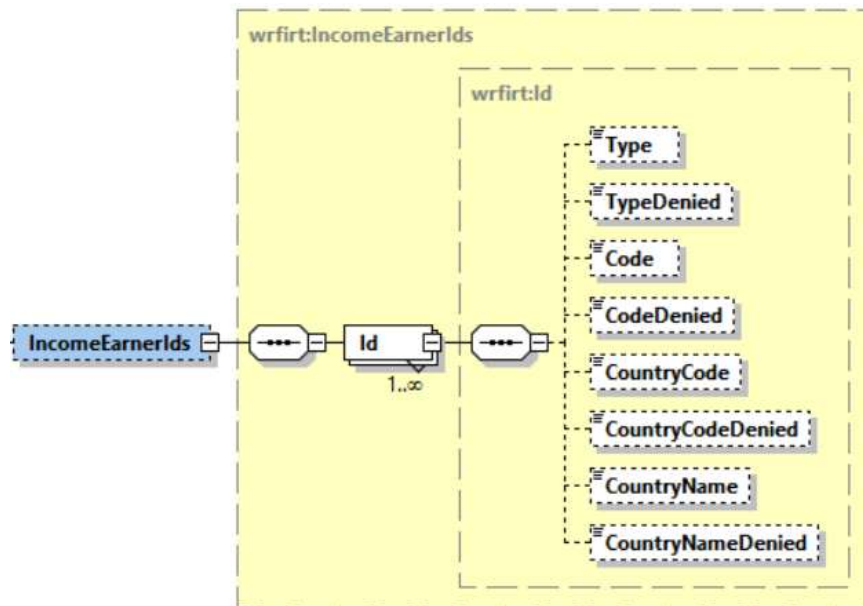 wrfirt:IncomeEarnerIds
wrfirt:Id
Type
TypeDenied
Code
CodeDenied
IncomeEarnerIds
Id
1..∞
CountryCode
CountryCodeDenied
CountryName
CountryNameDenied